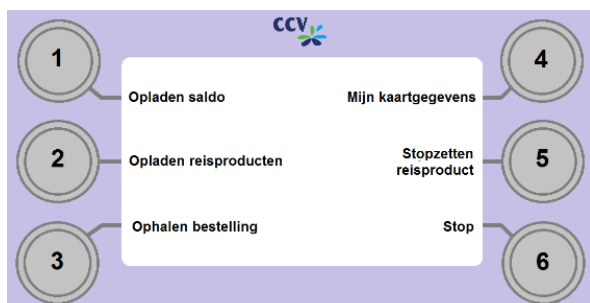 CCV
1
4
Opladen saldo
Mijn kaartgegevens
2
Opladen reisproducten
Stopzetten
reisproduct
5
Ophalen bestelling
Stop
3
6